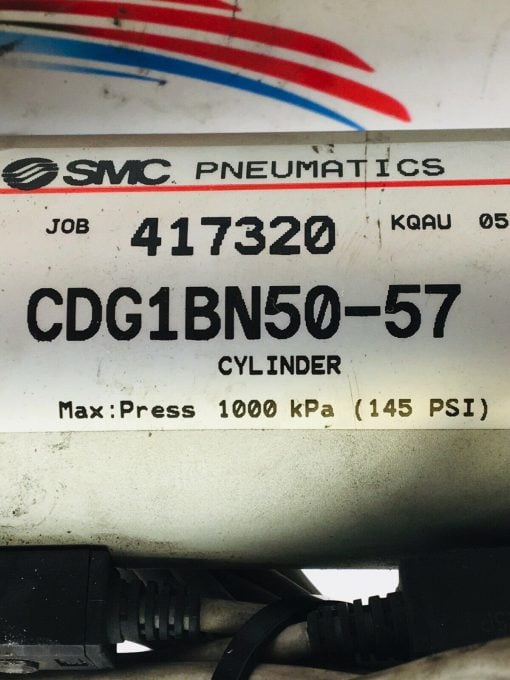 SMC PNEUMATICS
JOB 417320 KQAU 05
CDG1BN50-57
CYLINDER
Max:Press 1000 kPa (145 PSI)